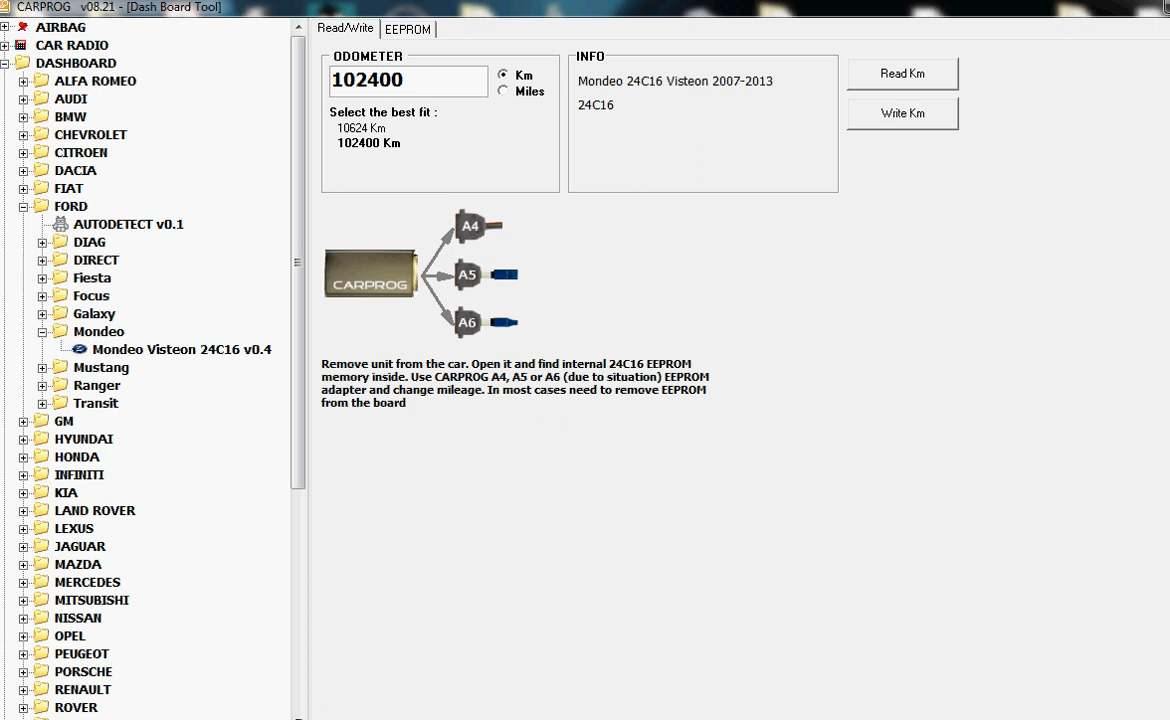 CARPROG v08.21 - [Dash Board Tool]
AIRBAG
CAR RADIO
DASHBOARD
ALFA ROMEO
AUDI
BMW
CHEVROLET
CITROEN
DACIA
FIAT
FORD
AUTODETECT v0.1
DIAG
DIRECT
Fiesta
Focus
Galaxy
Mondeo
Mondeo Visteon 24C16 v0.4
Mustang
Ranger
Transit
GM
HYUNDAI
HONDA
INFINITI
KIA
LAND ROVER
LEXUS
JAGUAR
MAZDA
MERCEDES
MITSUBISHI
NISSAN
OPEL
PEUGEOT
PORSCHE
RENAULT
ROVER
Read/Write
EEPROM
ODOMETER
102400
Km
Miles
Select the best fit :
10624 Km
102400 Km
INFO
Mondeo 24C16 Visteon 2007-2013
24C16
Read Km
Write Km
CARPROG
A4
A5
A6
Remove unit from the car. Open it and find internal 24C16 EEPROM
memory inside. Use CARPROG A4, A5 or A6 (due to situation) EEPROM
adapter and change mileage. In most cases need to remove EEPROM
from the board